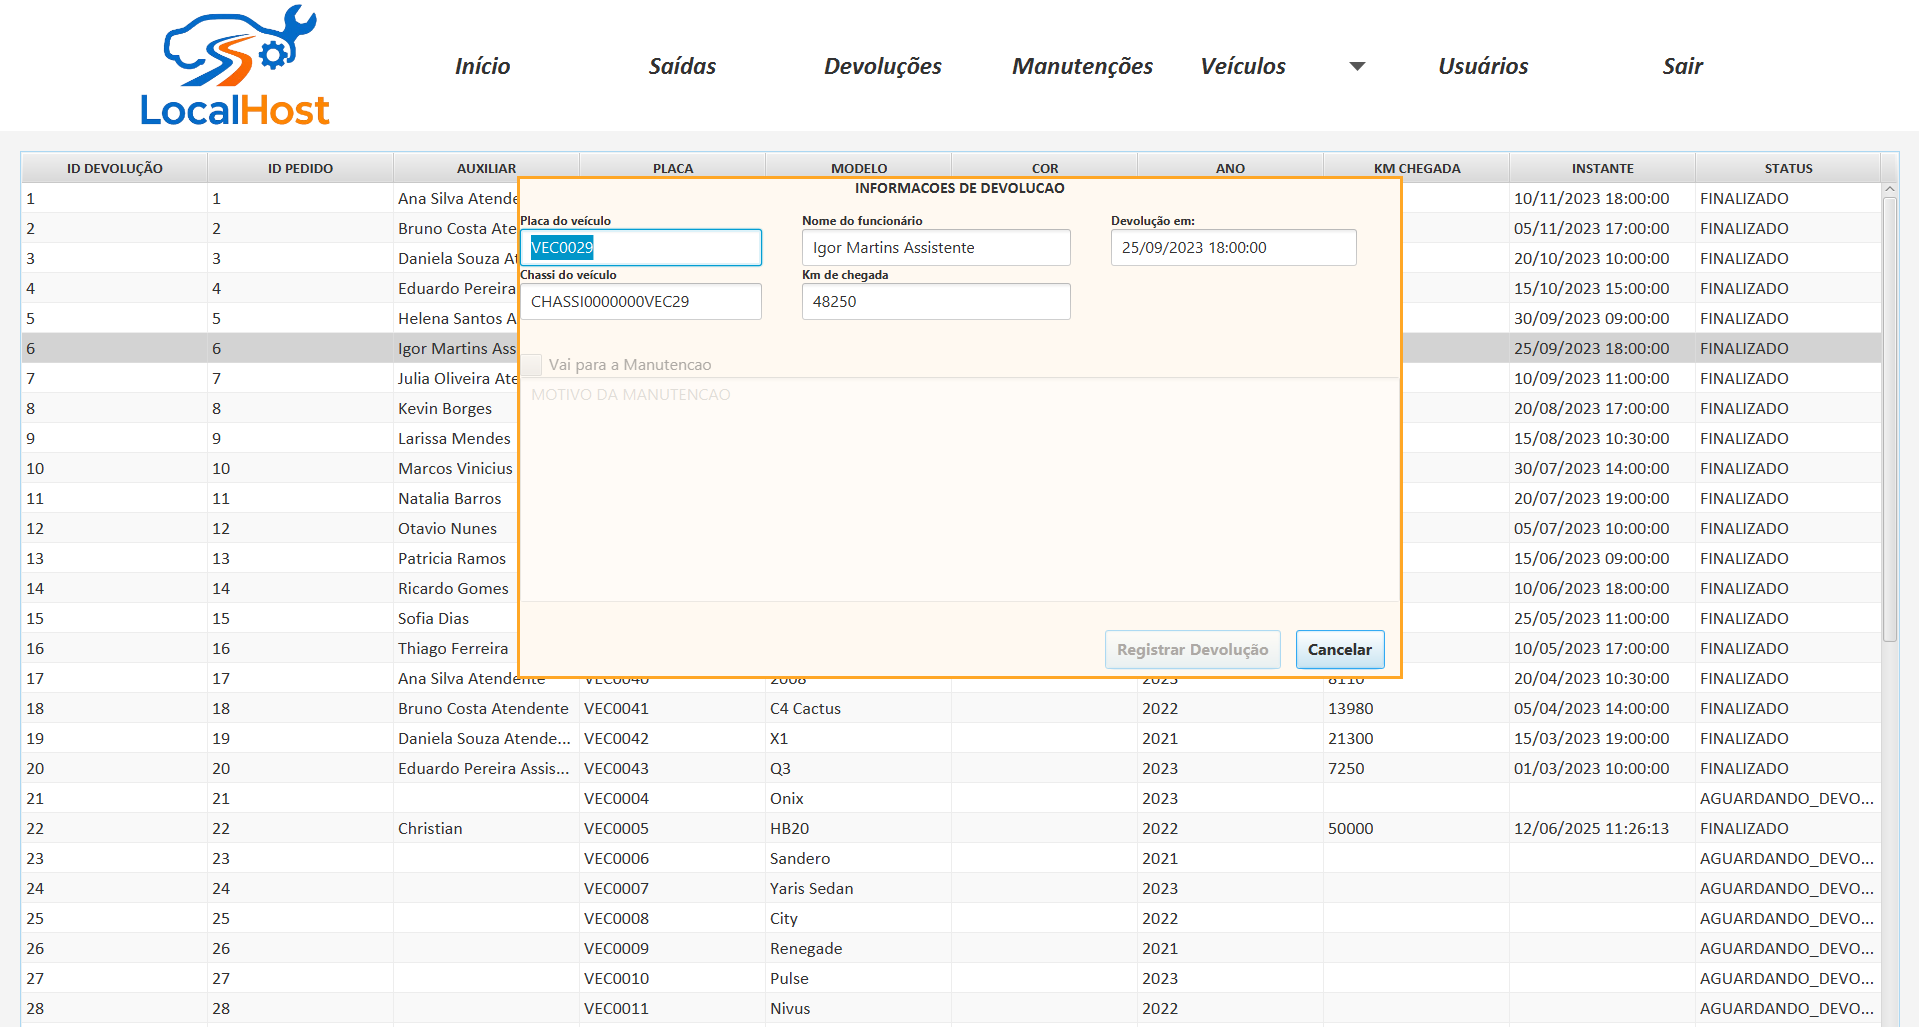 LocalHost
Início Saídas Devoluções Manutenções Veículos Usuários Sair
ID DEVOLUÇÃO ID PEDIDO AUXILIAR PLACA MODELO COR ANO KM CHEGADA INSTANTE STATUS
INFORMACOES DE DEVOLUCAO
Placa do veículo Nome do funcionário Devolução em:
VEC0029 Igor Martins Assistente 25/09/2023 18:00:00
Chassi do veículo Km de chegada
CHASSI0000000VEC29 48250
Vai para a Manutencao
MOTIVO DA MANUTENCAO
Registrar Devolução Cancelar
1 1 Ana Silva Atende 10/11/2023 18:00:00 FINALIZADO
2 2 Bruno Costa Ate 05/11/2023 17:00:00 FINALIZADO
3 3 Daniela Souza At 20/10/2023 10:00:00 FINALIZADO
4 4 Eduardo Pereira 15/10/2023 15:00:00 FINALIZADO
5 5 Helena Santos A 30/09/2023 09:00:00 FINALIZADO
6 6 Igor Martins Ass 25/09/2023 18:00:00 FINALIZADO
7 7 Julia Oliveira Ate 10/09/2023 11:00:00 FINALIZADO
8 8 Kevin Borges 20/08/2023 17:00:00 FINALIZADO
9 9 Larissa Mendes 15/08/2023 10:30:00 FINALIZADO
10 10 Marcos Vinicius 30/07/2023 14:00:00 FINALIZADO
11 11 Natalia Barros 20/07/2023 19:00:00 FINALIZADO
12 12 Otavio Nunes 05/07/2023 10:00:00 FINALIZADO
13 13 Patricia Ramos 15/06/2023 09:00:00 FINALIZADO
14 14 Ricardo Gomes 10/06/2023 18:00:00 FINALIZADO
15 15 Sofia Dias 25/05/2023 11:00:00 FINALIZADO
16 16 Thiago Ferreira 10/05/2023 17:00:00 FINALIZADO
17 17 Ana Silva Atendente VEC0040 2008 2023 8110 20/04/2023 10:30:00 FINALIZADO
18 18 Bruno Costa Atendente VEC0041 C4 Cactus 2022 13980 05/04/2023 14:00:00 FINALIZADO
19 19 Daniela Souza Atende... VEC0042 X1 2021 21300 15/03/2023 19:00:00 FINALIZADO
20 20 Eduardo Pereira Assis... VEC0043 Q3 2023 7250 01/03/2023 10:00:00 FINALIZADO
21 21 VEC0004 Onix 2023 AGUARDANDO_DEVO...
22 22 Christian VEC0005 HB20 2022 50000 12/06/2025 11:26:13 FINALIZADO
23 23 VEC0006 Sandero 2021 AGUARDANDO_DEVO...
24 24 VEC0007 Yaris Sedan 2023 AGUARDANDO_DEVO...
25 25 VEC0008 City 2022 AGUARDANDO_DEVO...
26 26 VEC0009 Renegade 2021 AGUARDANDO_DEVO...
27 27 VEC0010 Pulse 2023 AGUARDANDO_DEVO...
28 28 VEC0011 Nivus 2022 AGUARDANDO_DEVO...